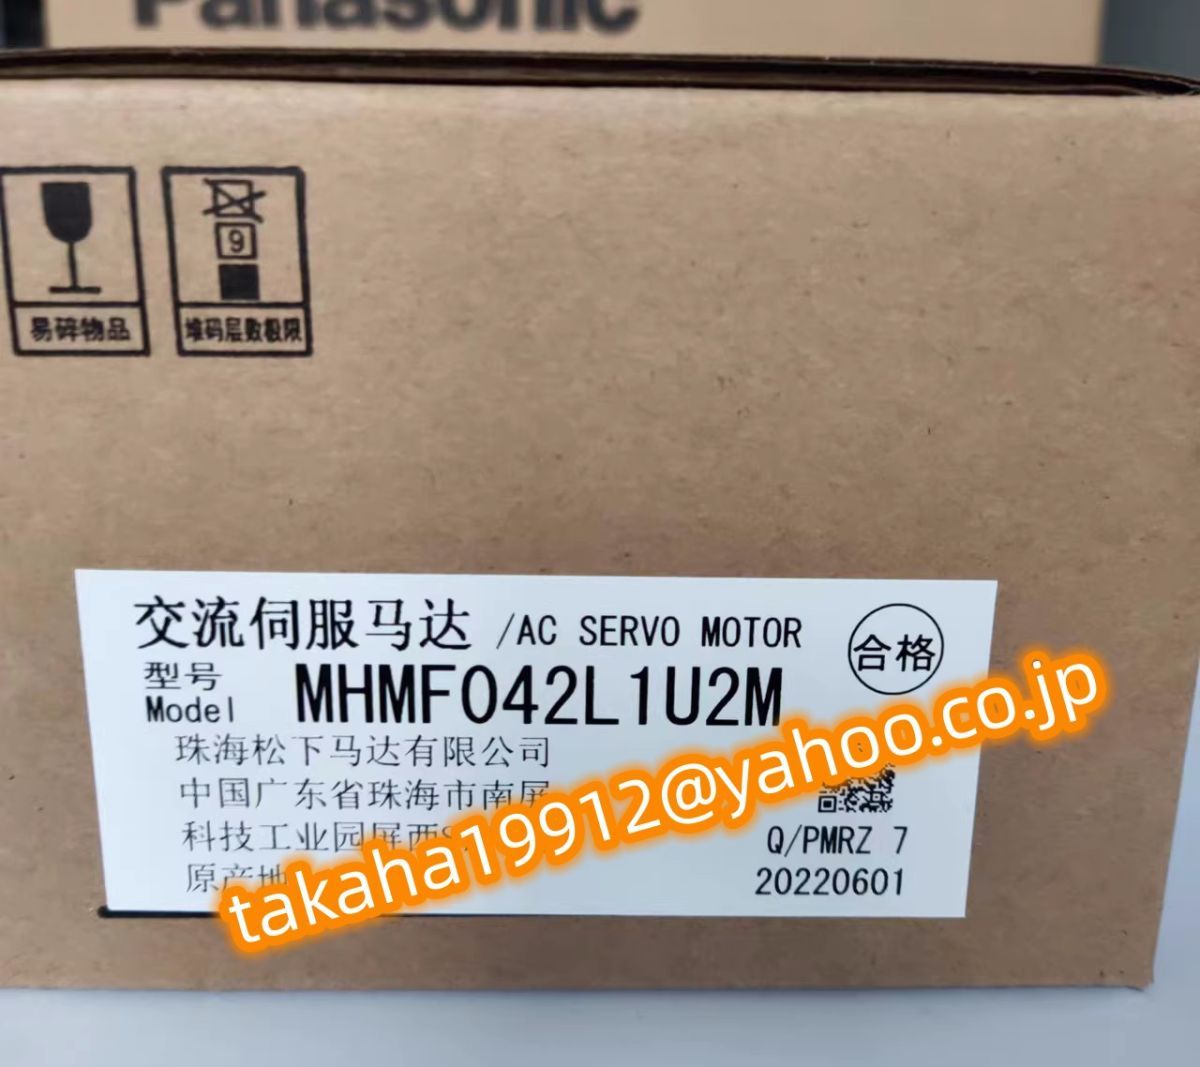 Panasonic
9
易碎物品
堆码层数极限
交流伺服马达 /AC SERVO MOTOR
合格
型号
Model MHMF042L1U2M
珠海松下马达有限公司
中国广东省珠海市南屏
科技工业园屏西
原产地
takaha19912@yahoo.co.jp
Q/PMRZ 7
20220601